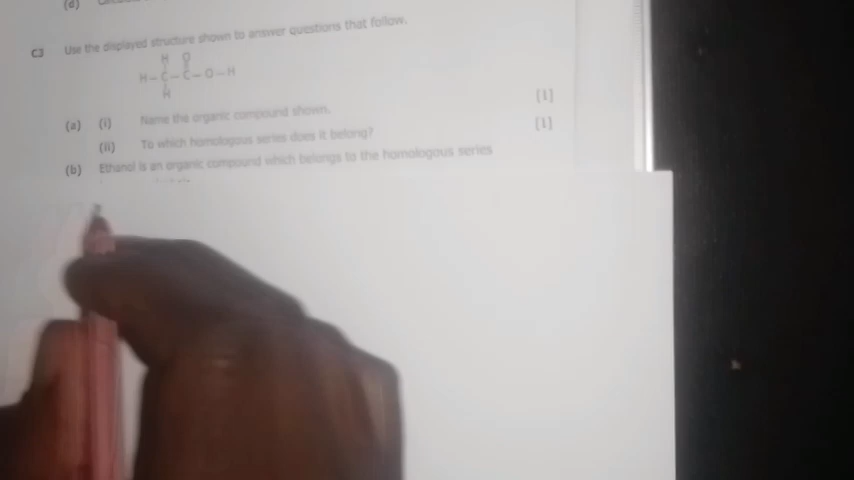 (d)
C3 Use the displayed structure shown to answer questions that follow.
H O
H–C–C–O–H
H
(a) (i) Name the organic compound shown. [1]
(ii) To which homologous series does it belong? [1]
(b) Ethanol is an organic compound which belongs to the homologous series